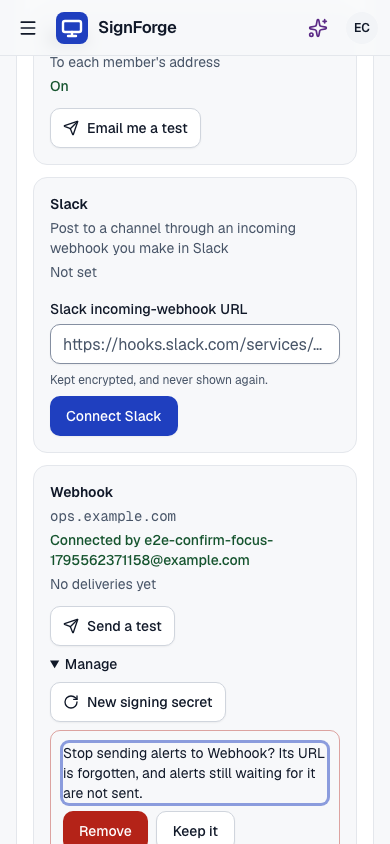 SignForge
EC
To each member's address
On
Email me a test
Slack
Post to a channel through an incoming
webhook you make in Slack
Not set
Slack incoming-webhook URL
https://hooks.slack.com/services/...
Kept encrypted, and never shown again.
Connect Slack
Webhook
ops.example.com
Connected by e2e-confirm-focus-
1795562371158@example.com
No deliveries yet
Send a test
Manage
New signing secret
Stop sending alerts to Webhook? Its URL
is forgotten, and alerts still waiting for it
are not sent.
Remove
Keep it